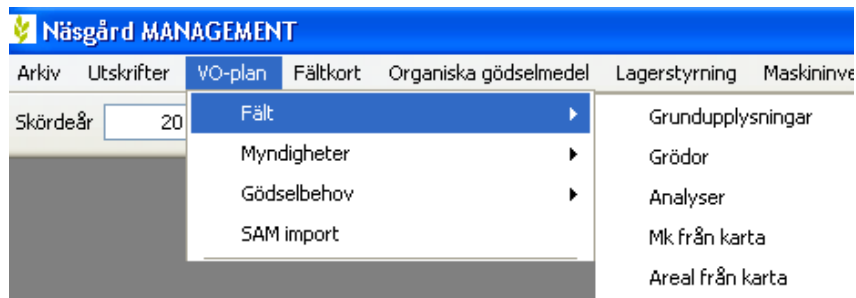 Näsgård MANAGEMENT
Arkiv Utskrifter VO-plan Fältkort Organiska gödselmedel Lagerstyrning Maskininve
Skördeår 20
Fält
Myndigheter
Gödselbehov
SAM import
Grundupplysningar
Grödor
Analyser
Mk från karta
Areal från karta